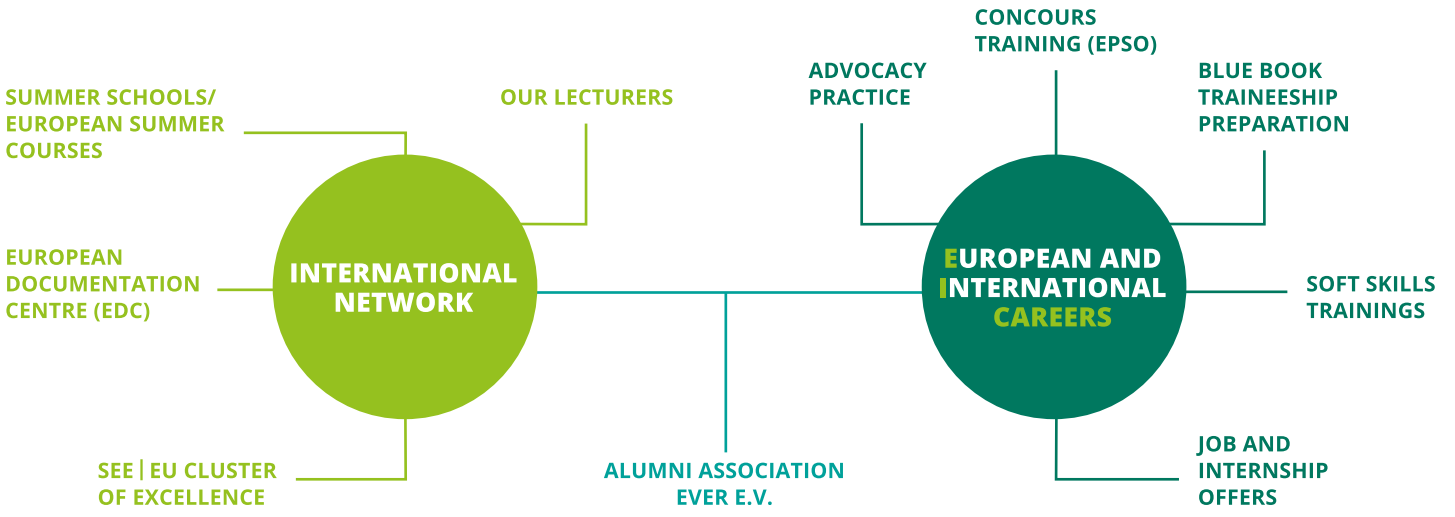 SUMMER SCHOOLS/
EUROPEAN SUMMER
COURSES
OUR LECTURERS
EUROPEAN
DOCUMENTATION
CENTRE (EDC)
INTERNATIONAL
NETWORK
SEE|EU CLUSTER
OF EXCELLENCE
ALUMNI ASSOCIATION
EVER E.V.
ADVOCACY
PRACTICE
CONCOURS
TRAINING (EPSO)
BLUE BOOK
TRAINEESHIP
PREPARATION
EUROPEAN AND
INTERNATIONAL
CAREERS
SOFT SKILLS
TRAININGS
JOB AND
INTERNSHIP
OFFERS